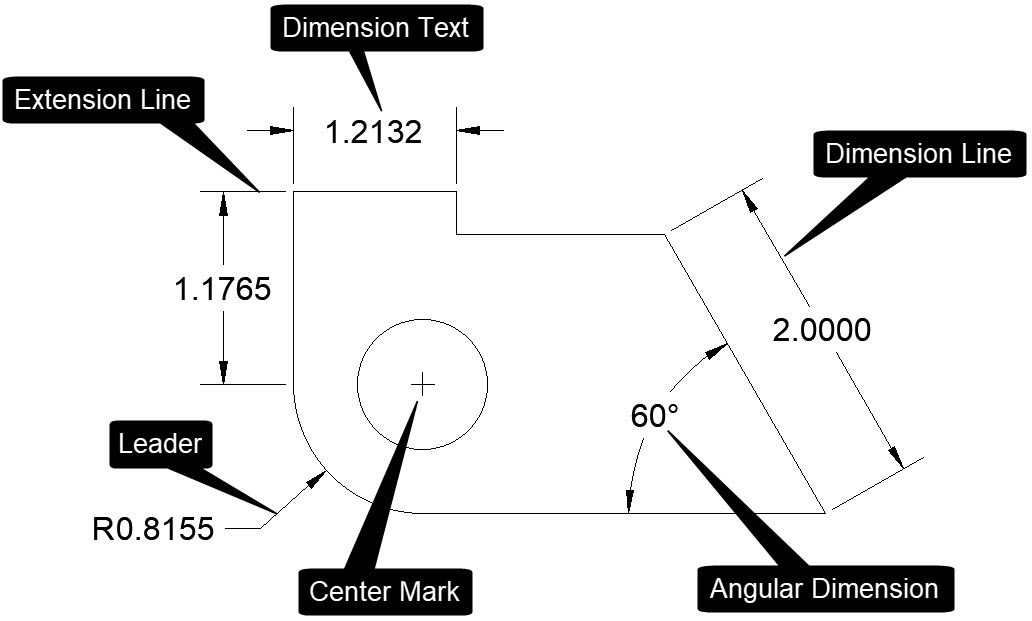 Dimension Text
Extension Line
1.2132
Dimension Line
1.1765
2.0000
60°
Leader
R0.8155
Center Mark
Angular Dimension